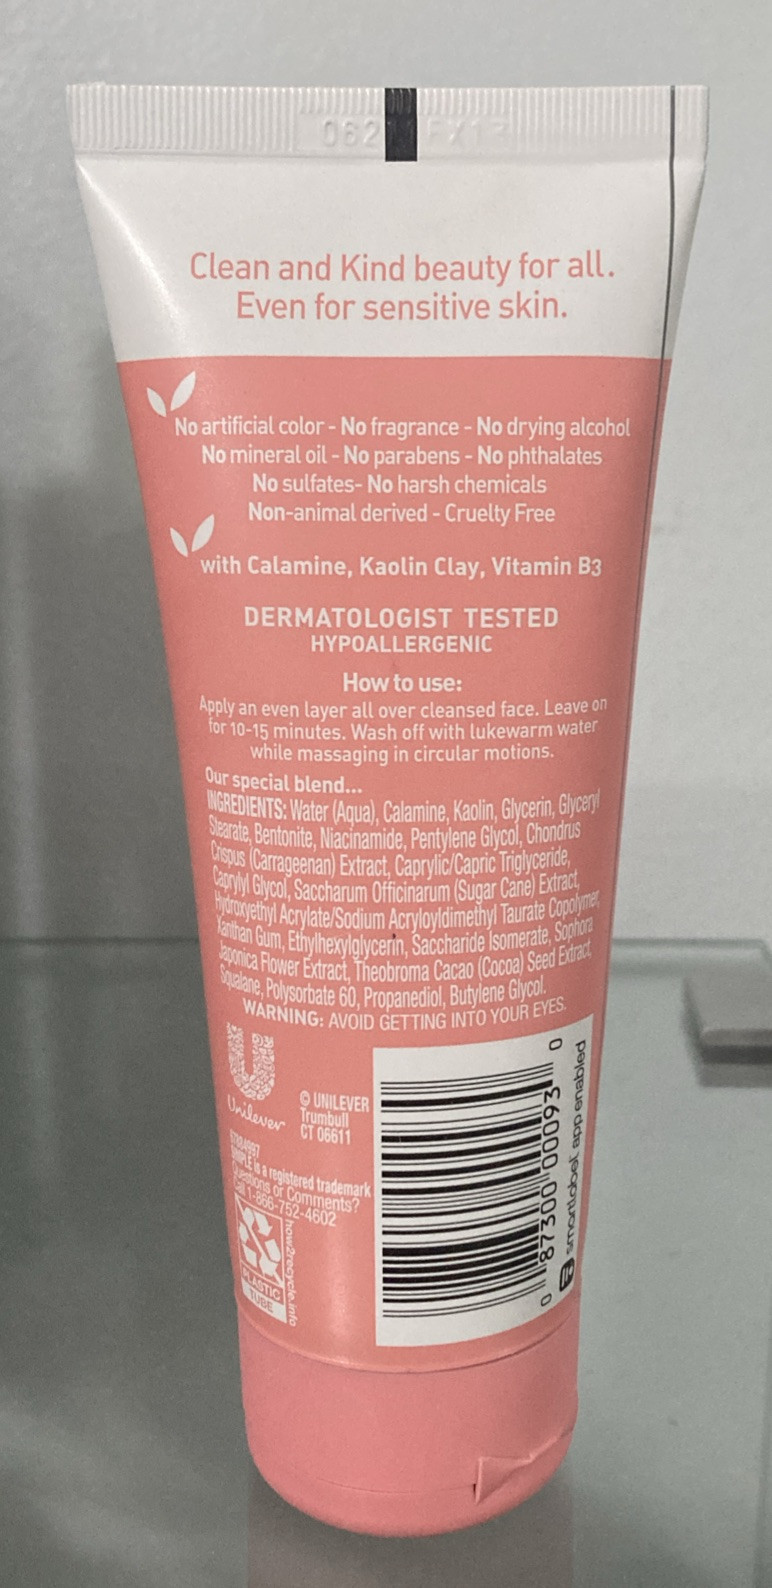 Clean and Kind beauty for all.
Even for sensitive skin.
No artificial color - No fragrance - No drying alcohol
No mineral oil - No parabens - No phthalates
No sulfates- No harsh chemicals
Non-animal derived - Cruelty Free
with Calamine, Kaolin Clay, Vitamin B3
DERMATOLOGIST TESTED
HYPOALLERGENIC
How to use:
Apply an even layer all over cleansed face. Leave on
for 10-15 minutes. Wash off with lukewarm water
while massaging in circular motions.
Our special blend...
INGREDIENTS: Water (Aqua), Calamine, Kaolin, Glycerin, Glyceryl
Stearate, Bentonite, Niacinamide, Pentylene Glycol, Chondrus
Crispus (Carrageenan) Extract, Caprylic/Capric Triglyceride,
Caprylyl Glycol, Saccharum Officinarum (Sugar Cane) Extract,
Hydroxyethyl Acrylate/Sodium Acryloyldimethyl Taurate Copolymer,
Xanthan Gum, Ethylhexylglycerin, Saccharide Isomerate, Sophora
Japonica Flower Extract, Theobroma Cacao (Cocoa) Seed Extract,
Squalane, Polysorbate 60, Propanediol, Butylene Glycol.
WARNING: AVOID GETTING INTO YOUR EYES.
Unilever
© UNILEVER
Trumbull
CT 06611
SIMPLE is a registered trademark
Questions or Comments?
Call 1-866-752-4602
PLASTIC
TUBE
how2recycle.info
0 87300 00093 0
smartlabel app enabled